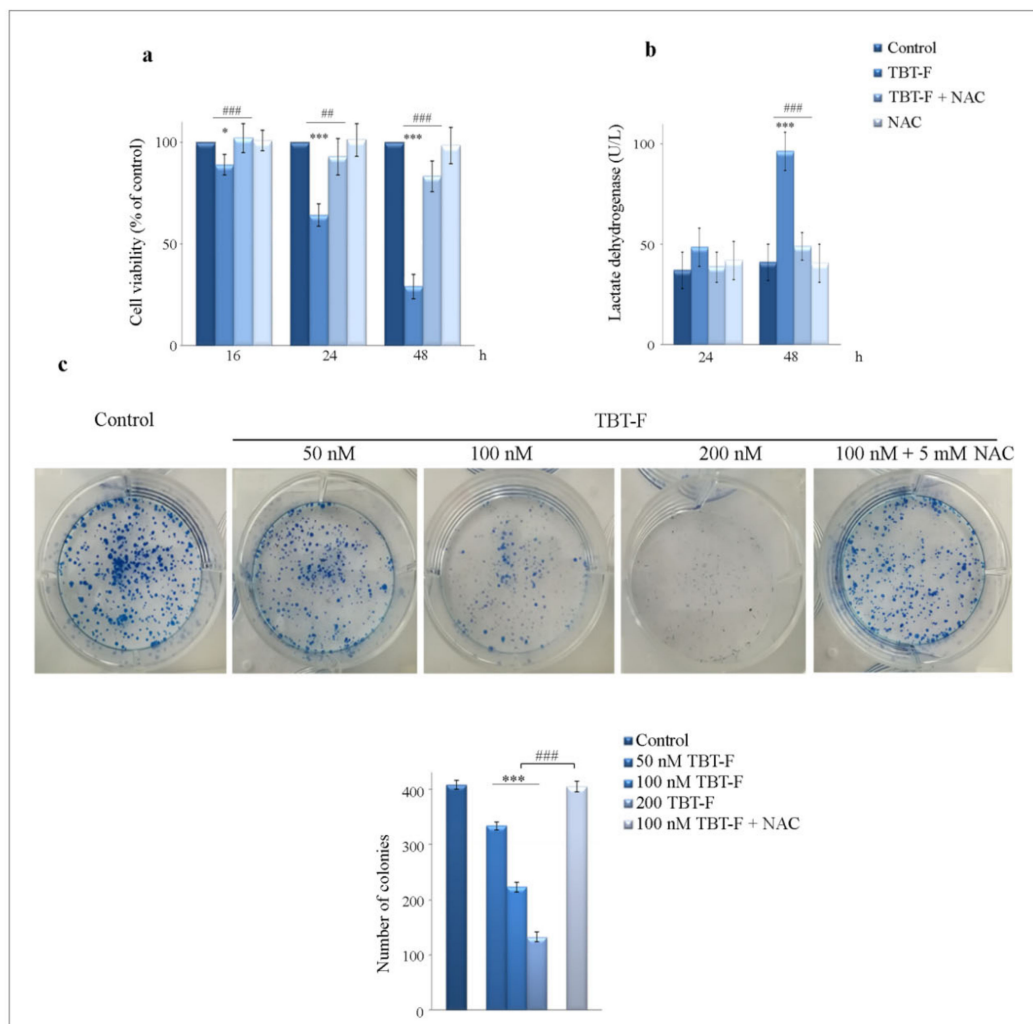 a
###
*
##
***
###
***
100
50
0
Cell viability (% of control)
16 24 48 h
b
Control
TBT-F
TBT-F + NAC
NAC
###
***
100
50
0
Lactate dehydrogenase (U/L)
24 48 h
c
Control TBT-F
50 nM 100 nM 200 nM 100 nM + 5 mM NAC
Control
50 nM TBT-F
100 nM TBT-F
200 TBT-F
100 nM TBT-F + NAC
###
***
400
300
200
100
0
Number of colonies